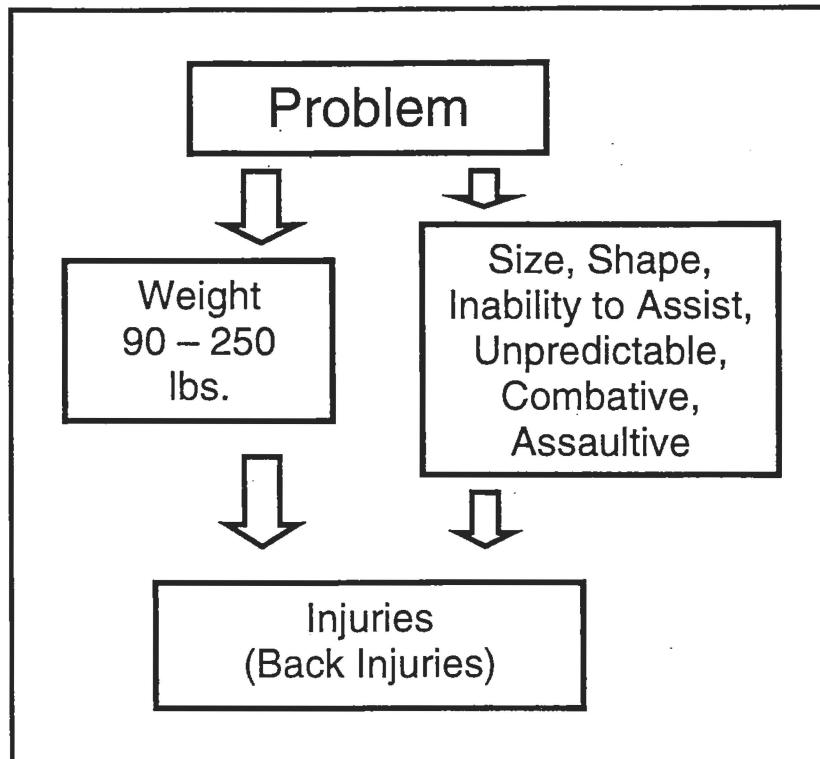 Problem
Weight
90 – 250
lbs.
Size, Shape,
Inability to Assist,
Unpredictable,
Combative,
Assaultive
Injuries
(Back Injuries)